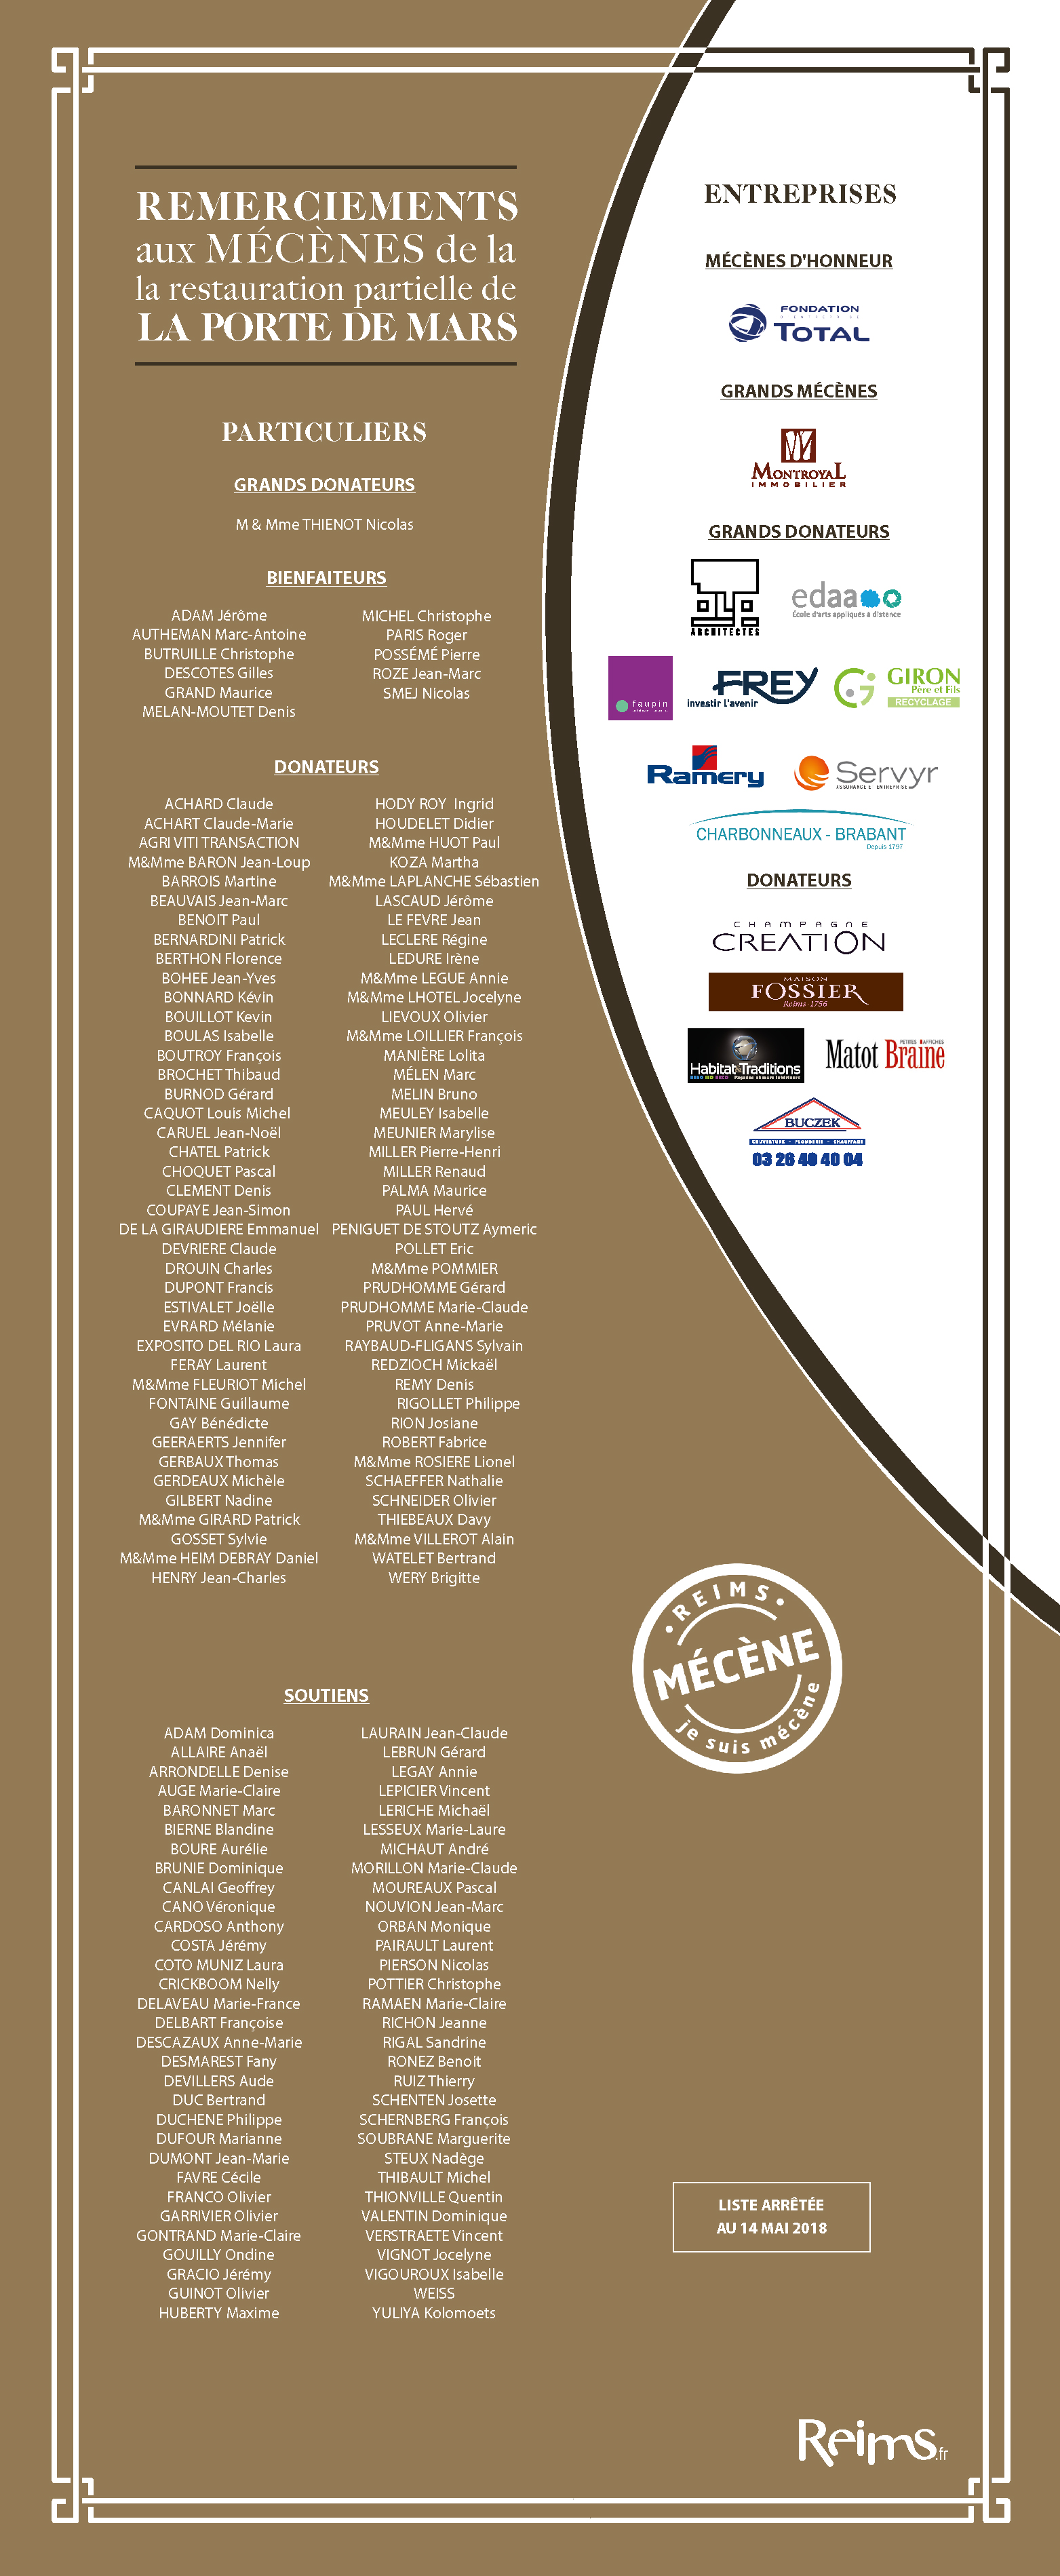 REMERCIEMENTS
aux MÉCÈNES de la
la restauration partielle de
LA PORTE DE MARS
PARTICULIERS
GRANDS DONATEURS
M & Mme THIENOT Nicolas
BIENFAITEURS
ADAM Jérôme
AUTHEMAN Marc-Antoine
BUTRUILLE Christophe
DESCOTES Gilles
GRAND Maurice
MELAN-MOUTET Denis
MICHEL Christophe
PARIS Roger
POSSÉMÉ Pierre
ROZE Jean-Marc
SMEJ Nicolas
DONATEURS
ACHARD Claude
ACHART Claude-Marie
AGRI VITI TRANSACTION
M&Mme BARON Jean-Loup
BARROIS Martine
BEAUVAIS Jean-Marc
BENOIT Paul
BERNARDINI Patrick
BERTHON Florence
BOHEE Jean-Yves
BONNARD Kévin
BOUILLOT Kevin
BOULAS Isabelle
BOUTROY François
BROCHET Thibaud
BURNOD Gérard
CAQUOT Louis Michel
CARUEL Jean-Noël
CHATEL Patrick
CHOQUET Pascal
CLEMENT Denis
COUPAYE Jean-Simon
DE LA GIRAUDIERE Emmanuel
DEVRIERE Claude
DROUIN Charles
DUPONT Francis
ESTIVALET Joëlle
EVRARD Mélanie
EXPOSITO DEL RIO Laura
FERAY Laurent
M&Mme FLEURIOT Michel
FONTAINE Guillaume
GAY Bénédicte
GEERAERTS Jennifer
GERBAUX Thomas
GERDEAUX Michèle
GILBERT Nadine
M&Mme GIRARD Patrick
GOSSET Sylvie
M&Mme HEIM DEBRAY Daniel
HENRY Jean-Charles
HODY ROY Ingrid
HOUDELET Didier
M&Mme HUOT Paul
KOZA Martha
M&Mme LAPLANCHE Sébastien
LASCAUD Jérôme
LE FEVRE Jean
LECLERE Régine
LEDURE Irène
M&Mme LEGUE Annie
M&Mme LHOTEL Jocelyne
LIEVOUX Olivier
M&Mme LOILLIER François
MANIÈRE Lolita
MÉLEN Marc
MELIN Bruno
MEULEY Isabelle
MEUNIER Marylise
MILLER Pierre-Henri
MILLER Renaud
PALMA Maurice
PAUL Hervé
PENIGUET DE STOUTZ Aymeric
POLLET Eric
M&Mme POMMIER
PRUDHOMME Gérard
PRUDHOMME Marie-Claude
PRUVOT Anne-Marie
RAYBAUD-FLIGANS Sylvain
REDZIOCH Mickaël
REMY Denis
RIGOLLET Philippe
RION Josiane
ROBERT Fabrice
M&Mme ROSIERE Lionel
SCHAEFFER Nathalie
SCHNEIDER Olivier
THIEBEAUX Davy
M&Mme VILLEROT Alain
WATELET Bertrand
WERY Brigitte
SOUTIENS
ADAM Dominica
ALLAIRE Anaël
ARRONDELLE Denise
AUGE Marie-Claire
BARONNET Marc
BIERNE Blandine
BOURE Aurélie
BRUNIE Dominique
CANLAI Geoffrey
CANO Véronique
CARDOSO Anthony
COSTA Jérémy
COTO MUNIZ Laura
CRICKBOOM Nelly
DELAVEAU Marie-France
DELBART Françoise
DESCAZAUX Anne-Marie
DESMAREST Fany
DEVILLERS Aude
DUC Bertrand
DUCHENE Philippe
DUFOUR Marianne
DUMONT Jean-Marie
FAVRE Cécile
FRANCO Olivier
GARRIVIER Olivier
GONTRAND Marie-Claire
GOUILLY Ondine
GRACIO Jérémy
GUINOT Olivier
HUBERTY Maxime
LAURAIN Jean-Claude
LEBRUN Gérard
LEGAY Annie
LEPICIER Vincent
LERICHE Michaël
LESSEUX Marie-Laure
MICHAUT André
MORILLON Marie-Claude
MOUREAUX Pascal
NOUVION Jean-Marc
ORBAN Monique
PAIRAULT Laurent
PIERSON Nicolas
POTTIER Christophe
RAMAEN Marie-Claire
RICHON Jeanne
RIGAL Sandrine
RONEZ Benoit
RUIZ Thierry
SCHENTEN Josette
SCHERNBERG François
SOUBRANE Marguerite
STEUX Nadège
THIBAULT Michel
THIONVILLE Quentin
VALENTIN Dominique
VERSTRAETE Vincent
VIGNOT Jocelyne
VIGOUROUX Isabelle
WEISS
YULIYA Kolomoets
ENTREPRISES
MÉCÈNES D'HONNEUR
FONDATION
TOTAL
GRANDS MÉCÈNES
MONTROYAL
IMMOBILIER
GRANDS DONATEURS
ARCHITECTES
edaa
École d'arts appliqués à distance
faupin
FREY
investir l'avenir
GIRON
Père et Fils
RECYCLAGE
Ramery
Servyr
CHARBONNEAUX - BRABANT
Depuis 1797
DONATEURS
CHAMPAGNE
CREATION
MAISON
FOSSIER
Reims 1756
Habitat Traditions
PETITES AFFICHES
Matot Braine
BUCZEK
COUVERTURE - PLOMBERIE - CHAUFFAGE
03 26 49 40 04
REIMS
MÉCÈNE
je suis mécène
LISTE ARRÊTÉE
AU 14 MAI 2018
Reims.fr